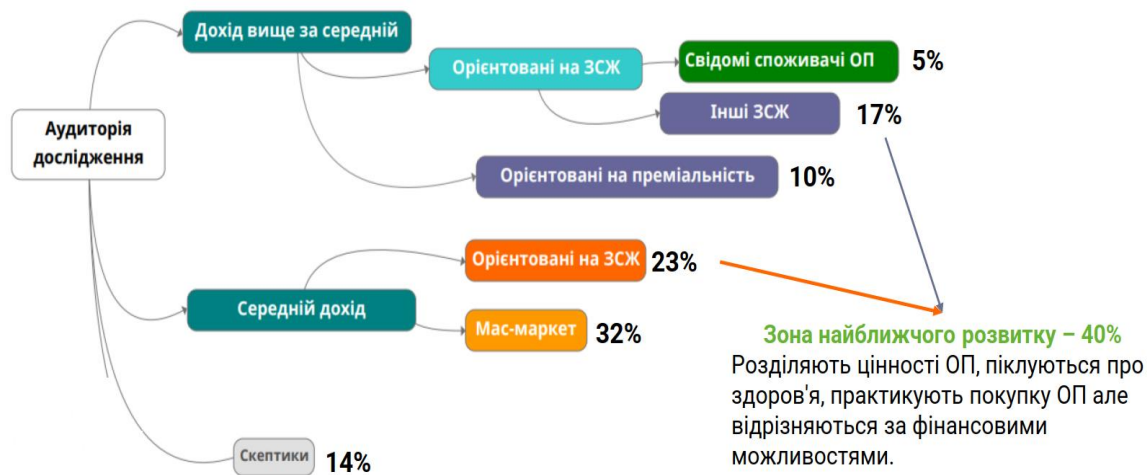 Дохід вище за середній
Орієнтовані на ЗСЖ
Свідомі споживачі ОП
5%
Інші ЗСЖ
17%
Аудиторія
дослідження
Орієнтовані на преміальність
10%
Орієнтовані на ЗСЖ
23%
Середній дохід
Мас-маркет
32%
Зона найближчого розвитку – 40%
Розділяють цінності ОП, піклуються про
здоров'я, практикують покупку ОП але
відрізняються за фінансовими
можливостями.
Скептики
14%